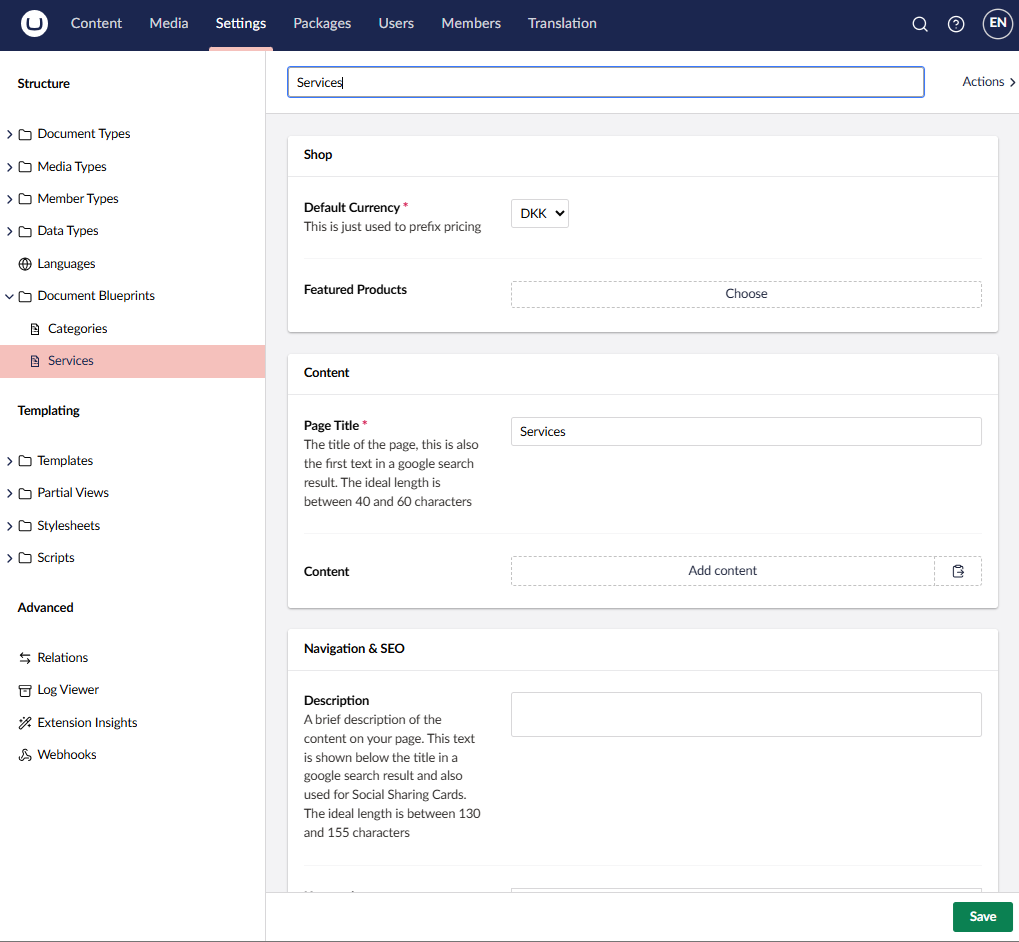 Content Media Settings Packages Users Members Translation EN
Structure
Document Types
Media Types
Member Types
Data Types
Languages
Document Blueprints
Categories
Services
Templating
Templates
Partial Views
Stylesheets
Scripts
Advanced
Relations
Log Viewer
Extension Insights
Webhooks
Services
Actions
Shop
Default Currency *
This is just used to prefix pricing
DKK
Featured Products
Choose
Content
Page Title *
The title of the page, this is also
the first text in a google search
result. The ideal length is
between 40 and 60 characters
Services
Content
Add content
Navigation & SEO
Description
A brief description of the
content on your page. This text
is shown below the title in a
google search result and also
used for Social Sharing Cards.
The ideal length is between 130
and 155 characters
Save